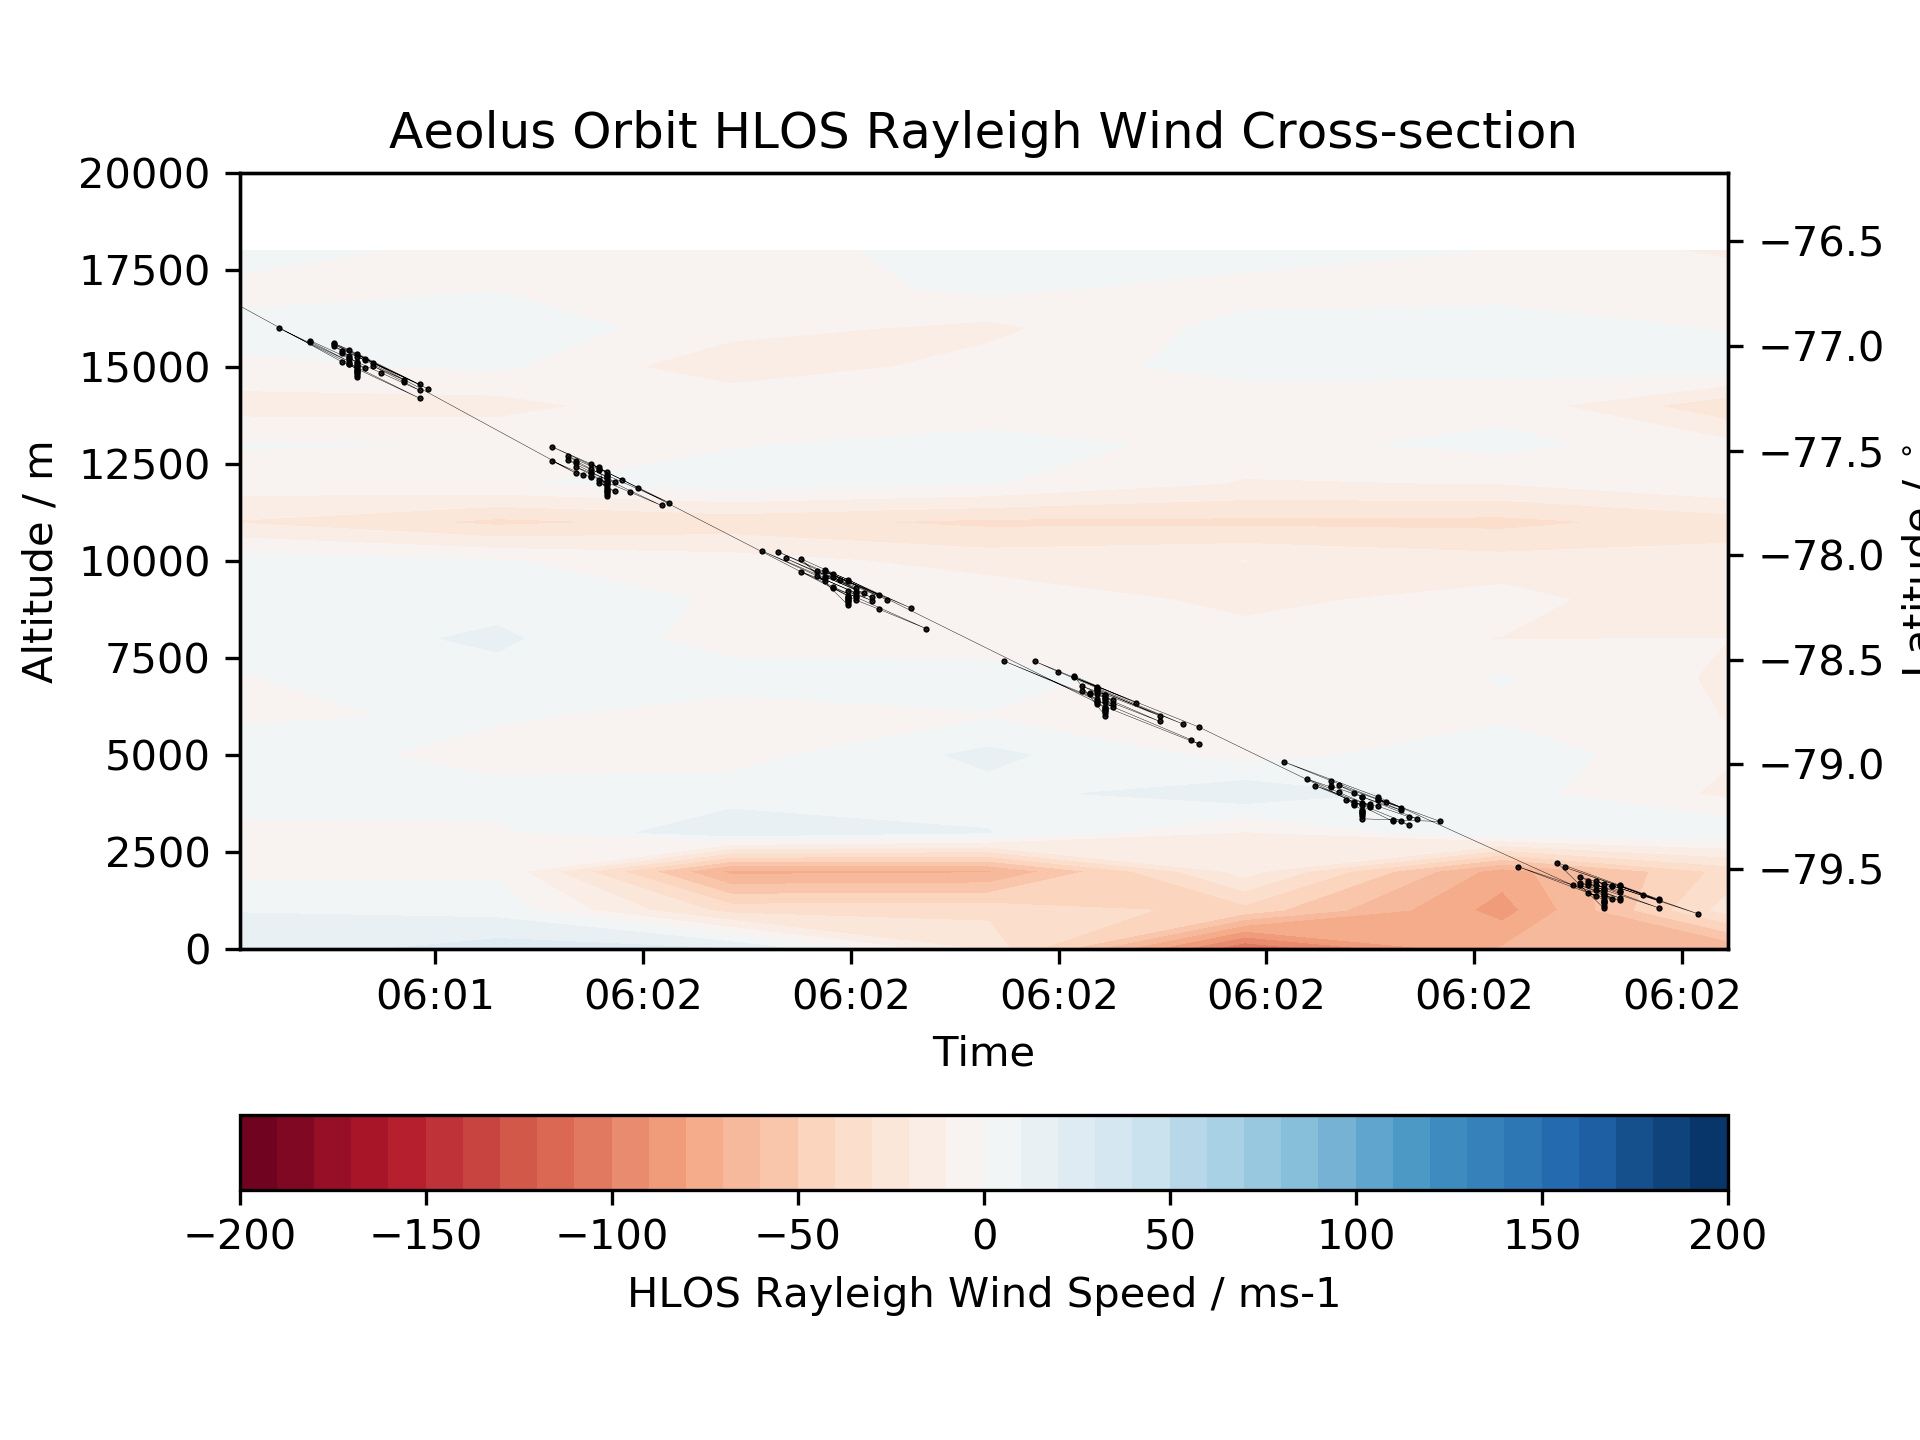 Aeolus Orbit HLOS Rayleigh Wind Cross-section
20000
17500
15000
12500
10000
7500
5000
2500
0
Altitude / m
−76.5
−77.0
−77.5
−78.0
−78.5
−79.0
−79.5
Latitude / °
06:01 06:02 06:02 06:02 06:02 06:02 06:02
Time
−200 −150 −100 −50 0 50 100 150 200
HLOS Rayleigh Wind Speed / ms-1